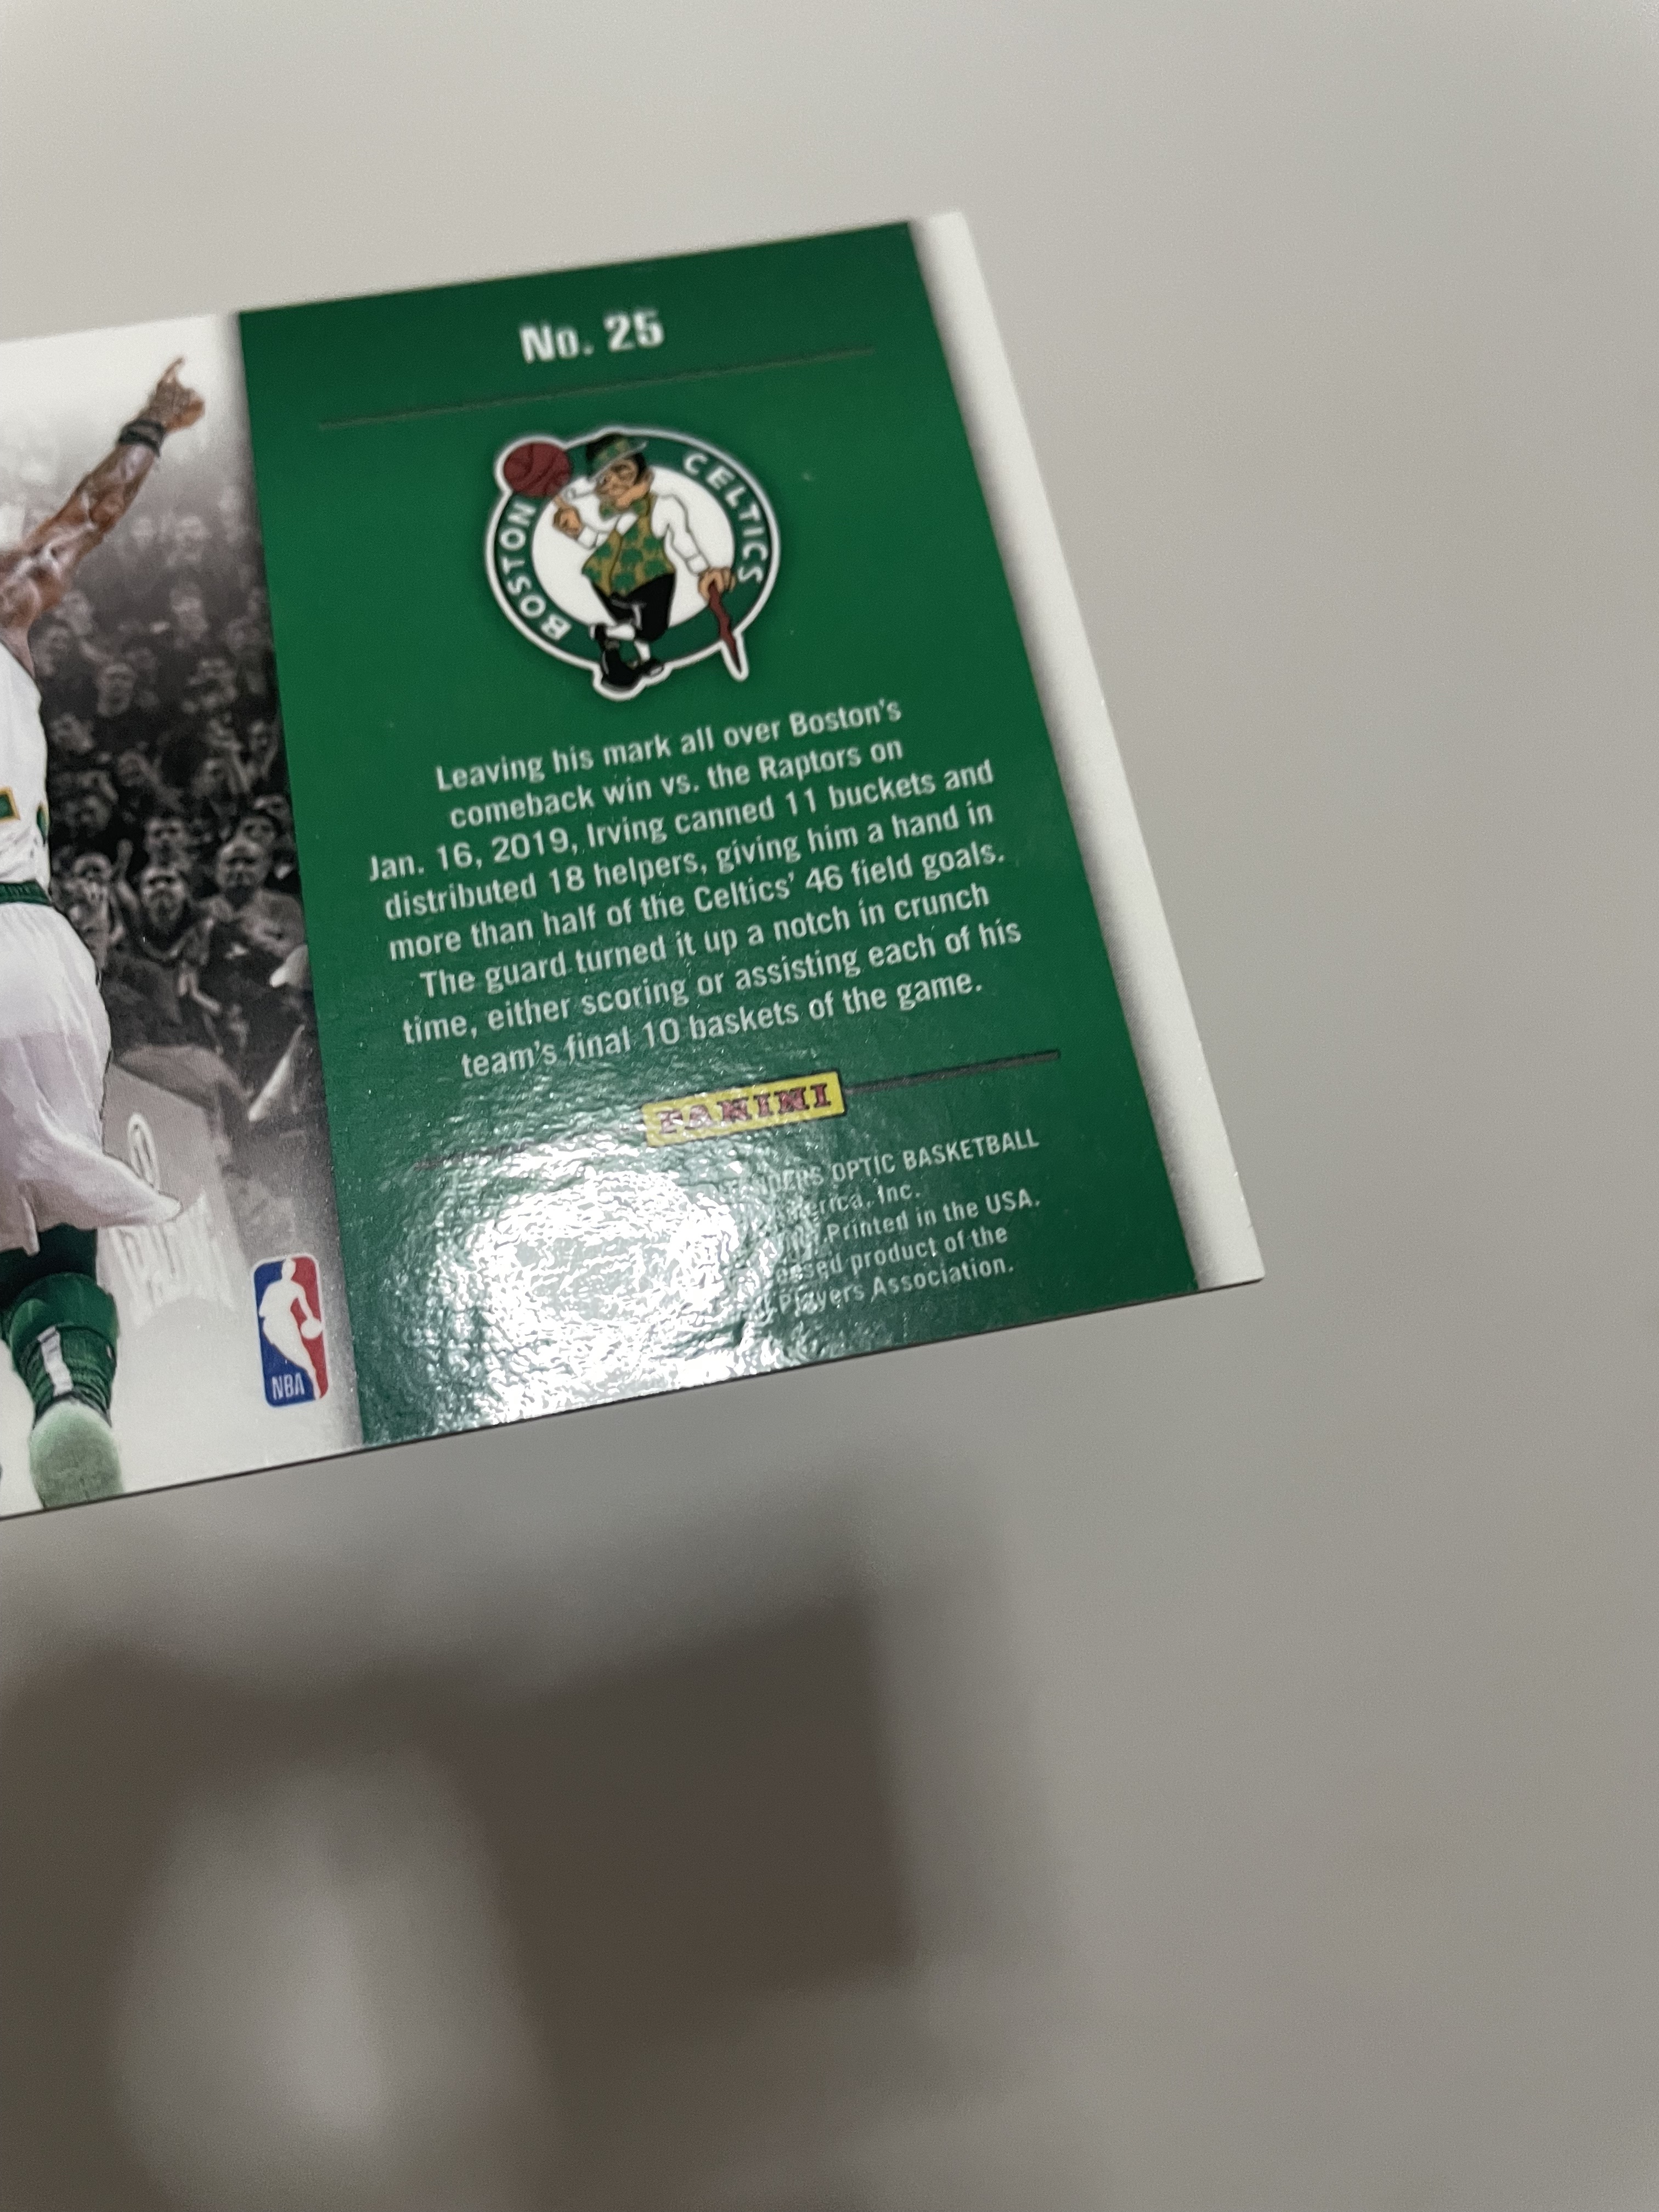 No. 25
BOSTON CELTICS
Leaving his mark all over Boston's
comeback win vs. the Raptors on
Jan. 16, 2019, Irving canned 11 buckets and
distributed 18 helpers, giving him a hand in
more than half of the Celtics' 46 field goals.
The guard turned it up a notch in crunch
time, either scoring or assisting each of his
team's final 10 baskets of the game.
PANINI
OPTIC BASKETBALL
Inc.
Printed in the USA.
product of the
Players Association.
NBA